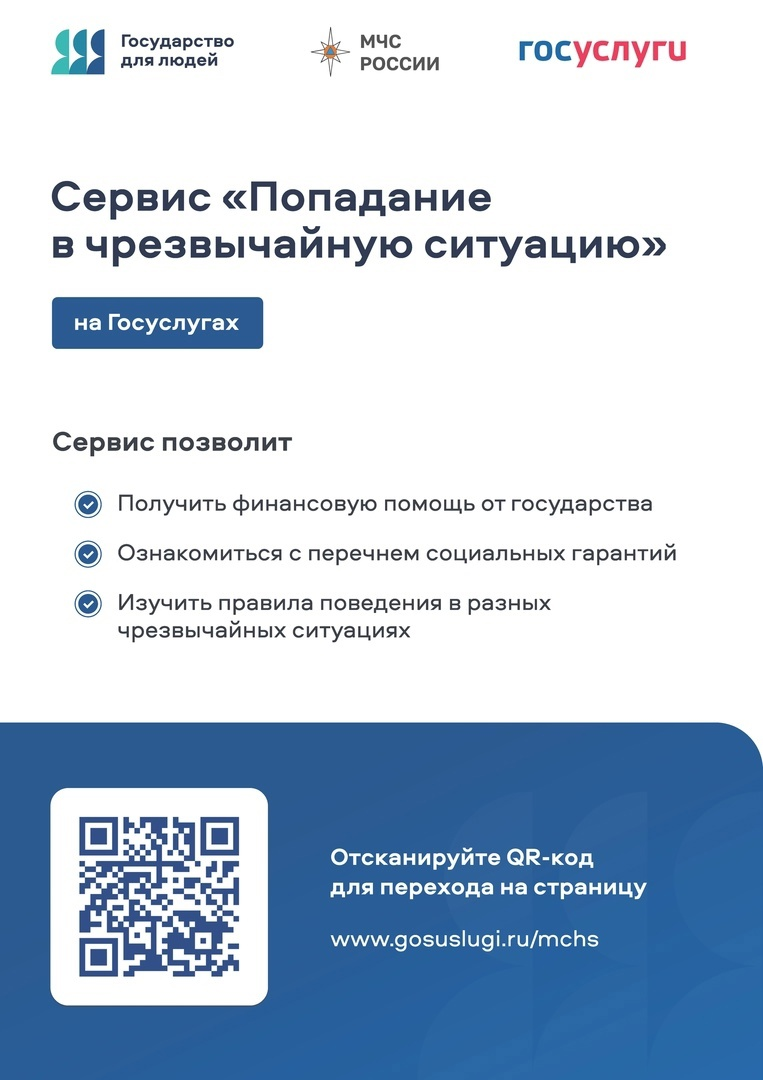 Государство
для людей
МЧС
РОССИИ
госуслуги
Сервис «Попадание
в чрезвычайную ситуацию»
на Госуслугах
Сервис позволит
Получить финансовую помощь от государства
Ознакомиться с перечнем социальных гарантий
Изучить правила поведения в разных
чрезвычайных ситуациях
Отсканируйте QR-код
для перехода на страницу
www.gosuslugi.ru/mchs